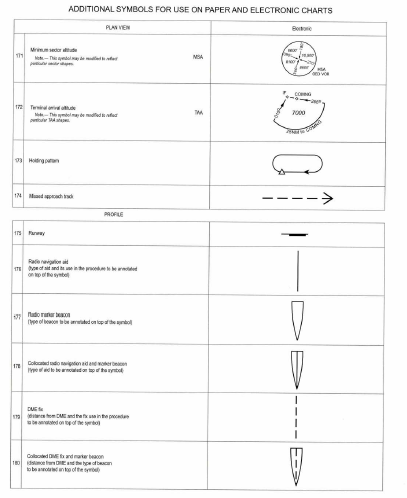 ADDITIONAL SYMBOLS FOR USE ON PAPER AND ELECTRONIC CHARTS
PLAN VIEW
Electronic
171
Minimum sector altitude
Note.— This symbol may be modified to reflect
particular sector shapes.
MSA
MSA
GEO VOR
172
Terminal arrival altitude
Note.— This symbol may be modified to reflect
particular TAA shapes.
TAA
COMNG
7000
25NM to COMNG
173
Holding pattern
174
Missed approach track
PROFILE
175
Runway
176
Radio navigation aid
(type of aid and its use in the procedure to be annotated
on top of the symbol)
177
Radio marker beacon
(type of beacon to be annotated on top of the symbol)
178
Collocated radio navigation aid and marker beacon
(type of aid to be annotated on top of the symbol)
179
DME fix
(distance from DME and the fix use in the procedure
to be annotated on top of the symbol)
180
Collocated DME fix and marker beacon
(distance from DME and the type of beacon
to be annotated on top of the symbol)